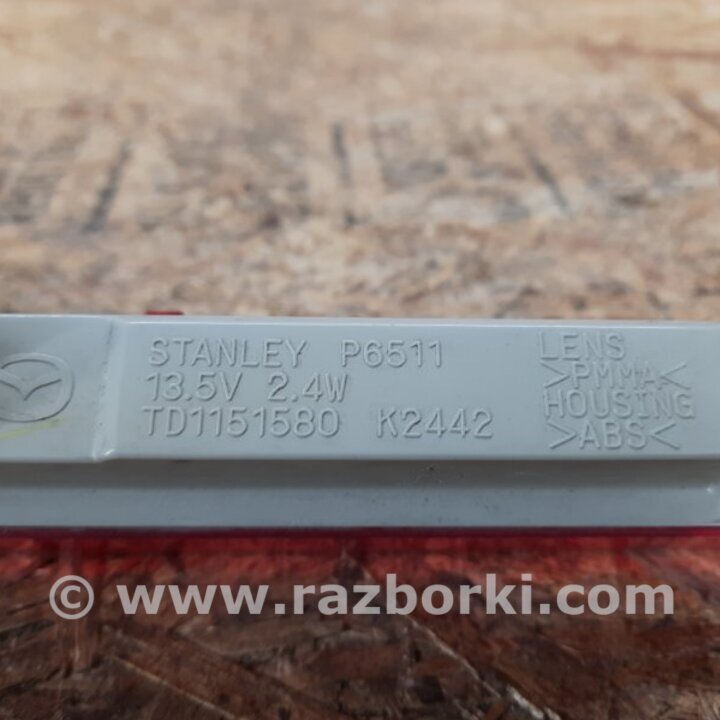 STANLEY P6511
13.5V 2.4W
TD1151580 K2442
LENS
>PMMA<
HOUSING
>ABS<
© www.razborki.com